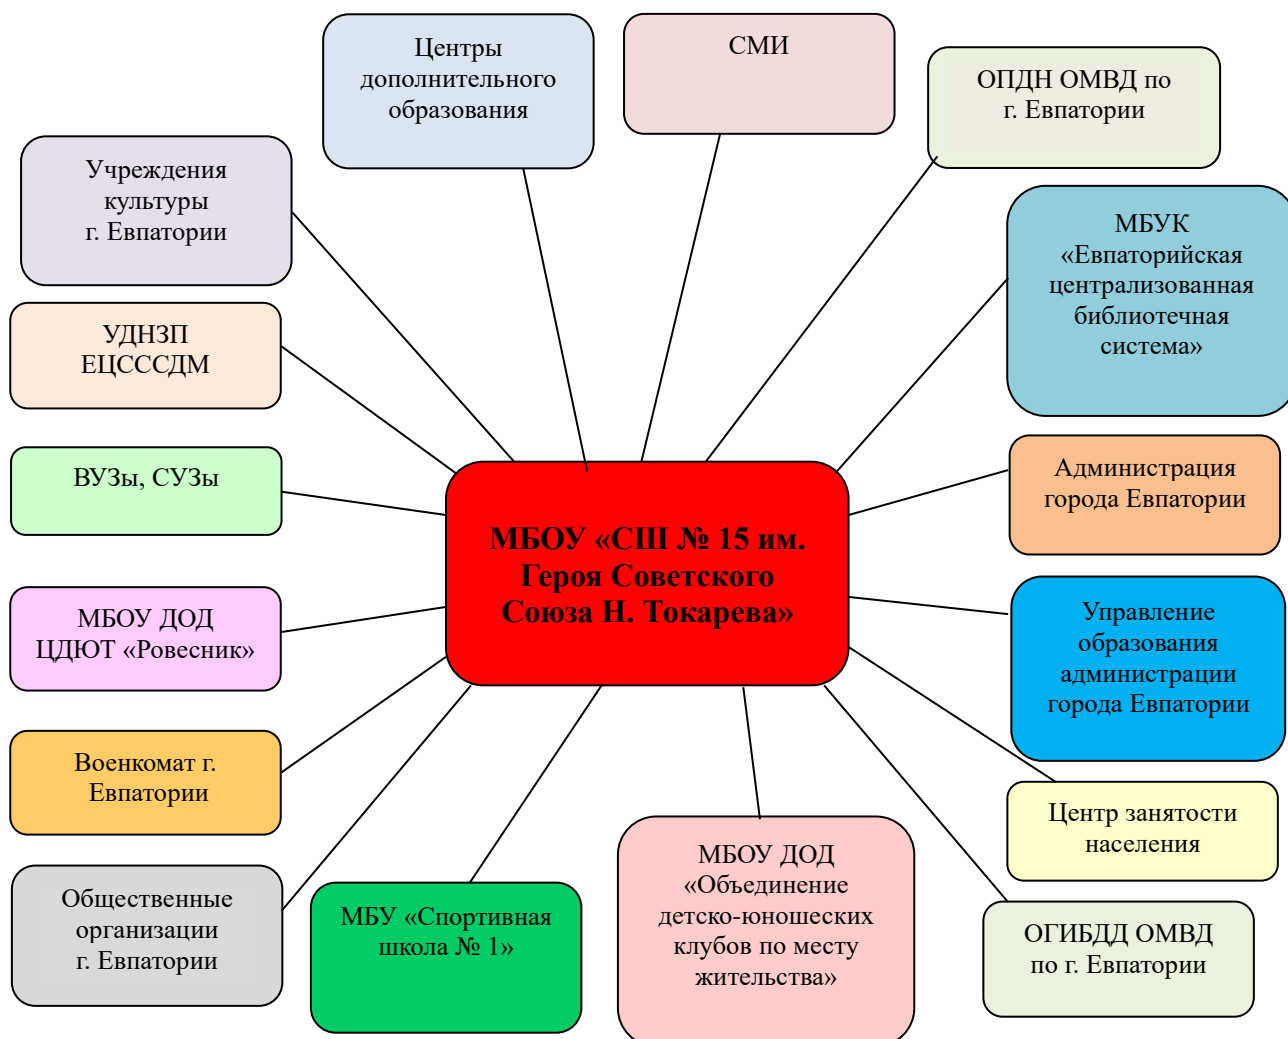 Центры
дополнительного
образования
СМИ
ОПДН ОМВД по
г. Евпатории
Учреждения
культуры
г. Евпатории
МБУК
«Евпаторийская
централизованная
библиотечная
система»
УДНЗП
ЕЦСССДМ
ВУЗы, СУЗы
Администрация
города Евпатории
МБОУ «СШ № 15 им.
Героя Советского
Союза Н. Токарева»
МБОУ ДОД
ЦДЮТ «Ровесник»
Управление
образования
администрации
города Евпатории
Военкомат г.
Евпатории
Центр занятости
населения
Общественные
организации
г. Евпатории
МБУ «Спортивная
школа № 1»
МБОУ ДОД
«Объединение
детско-юношеских
клубов по месту
жительства»
ОГИБДД ОМВД
по г. Евпатории